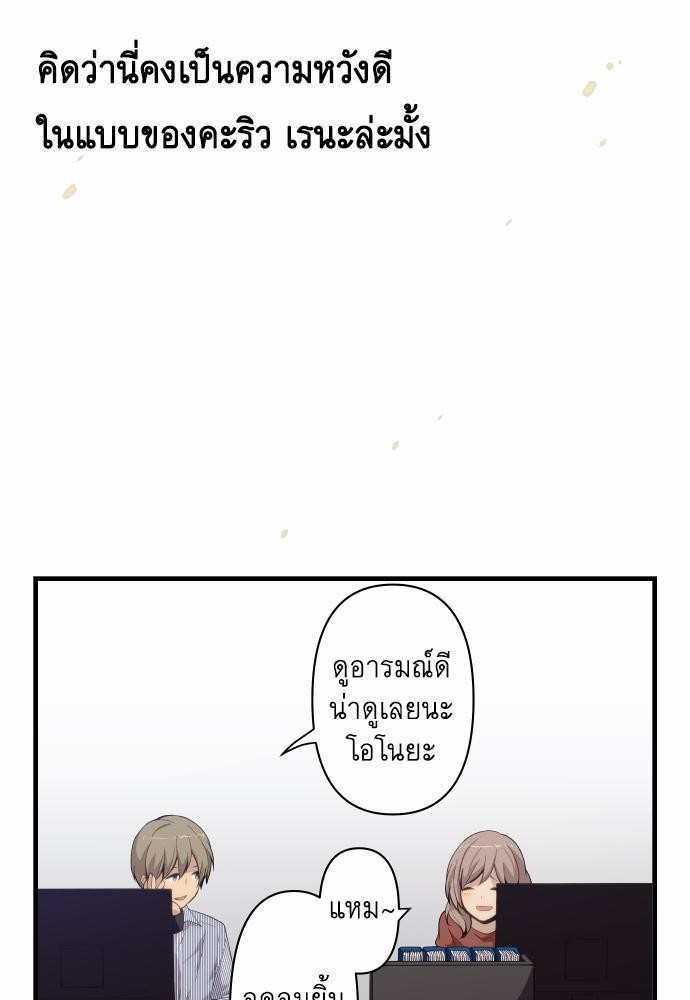 คิดว่านี่คงเป็นความหวังดี
ในแบบของคะริว เรนะล่ะมั้ง
ดูอารมณ์ดี
น่าดูเลยนะ
โอโนยะ
แหม~